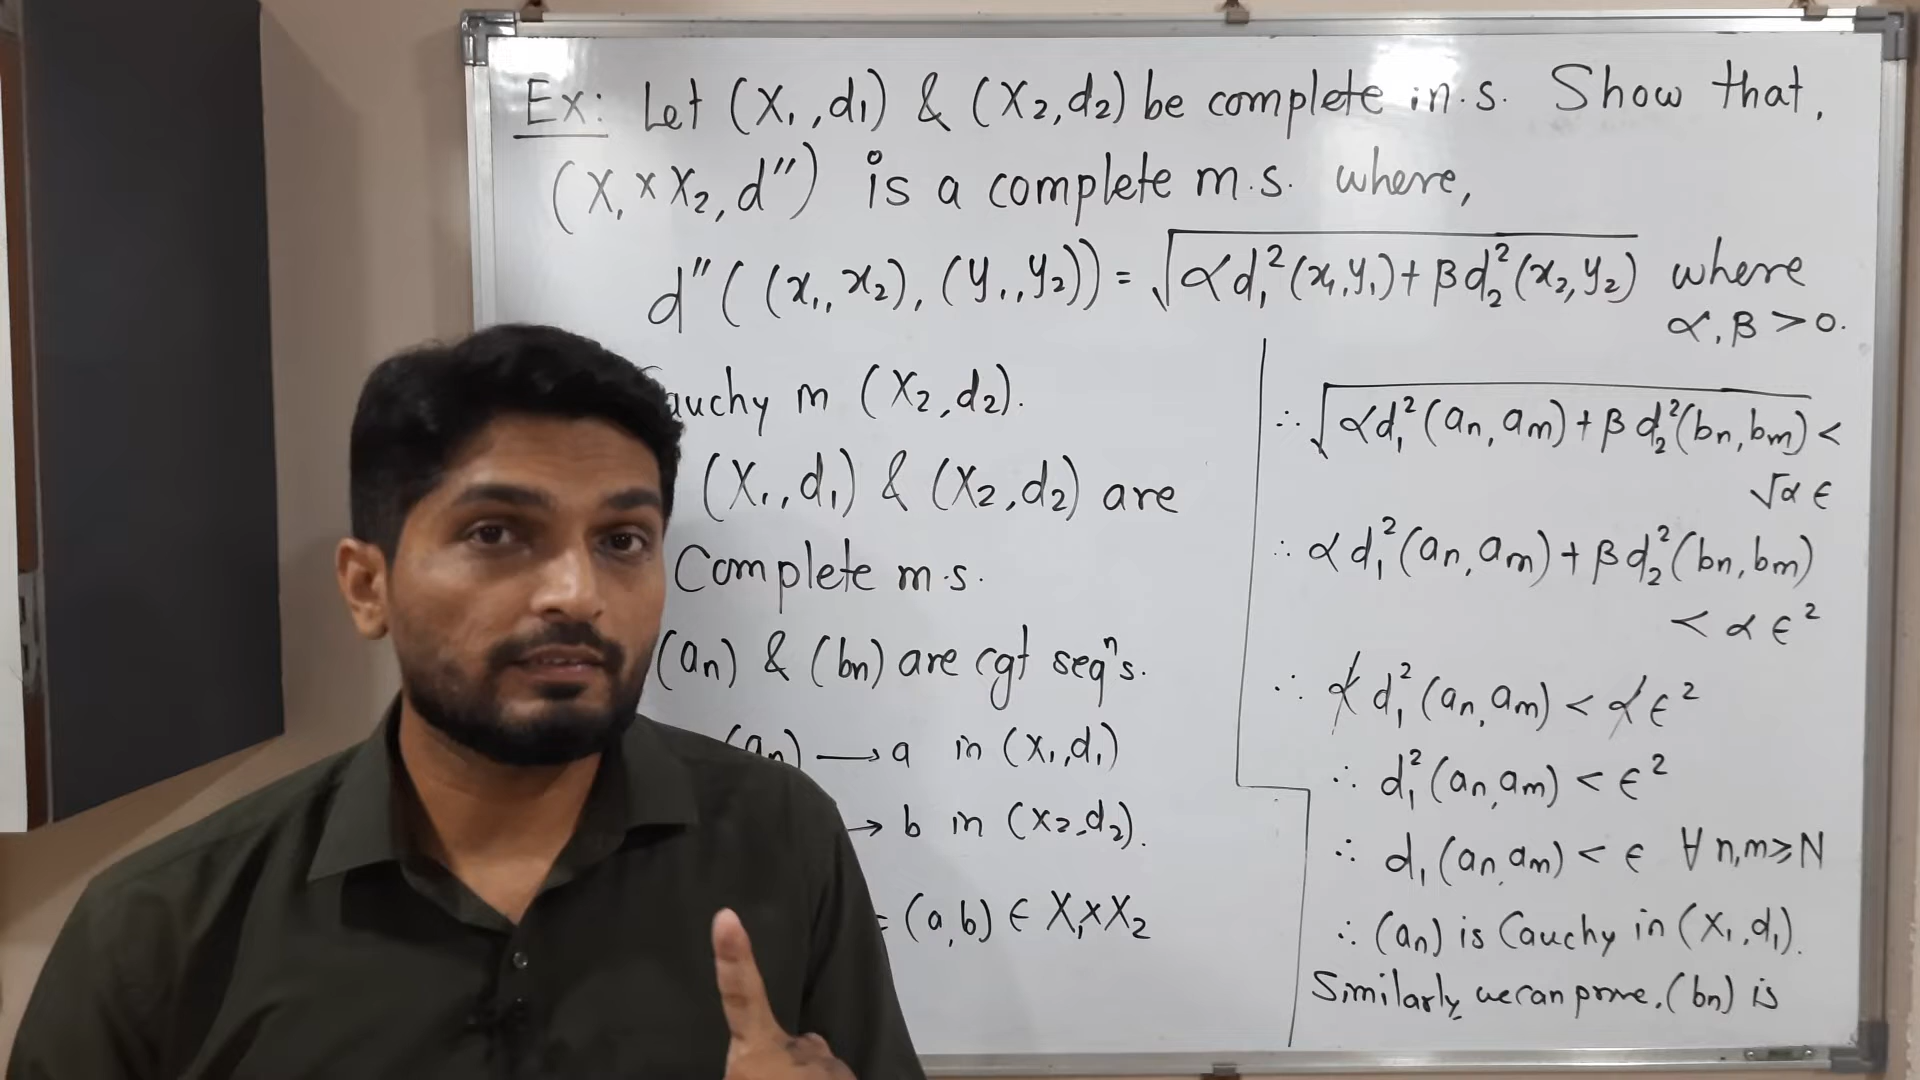 Ex: Let (X₁, d₁) & (X₂, d₂) be complete m.s. Show that,
(X₁ × X₂, d'') is a complete m.s. where,
d''((x₁, x₂), (y₁, y₂)) = √(αd₁²(x₁, y₁) + βd₂²(x₂, y₂)) where
α, β > 0.
auchy in (X₂, d₂).
(X₁, d₁) & (X₂, d₂) are
Complete m.s.
(an) & (bn) are cgt seqⁿs.
(an) → a in (X₁, d₁)
→ b in (X₂, d₂).
= (a, b) ∈ X₁ × X₂
∴ √(αd₁²(an, am) + βd₂²(bn, bm)) <
√α ϵ
∴ αd₁²(an, am) + βd₂²(bn, bm)
< αϵ²
∴ αd₁²(an, am) < αϵ²
∴ d₁²(an, am) < ϵ²
∴ d₁(an, am) < ϵ ∀ n, m ≥ N
∴ (an) is Cauchy in (X₁, d₁).
Similarly we can prove, (bn) is